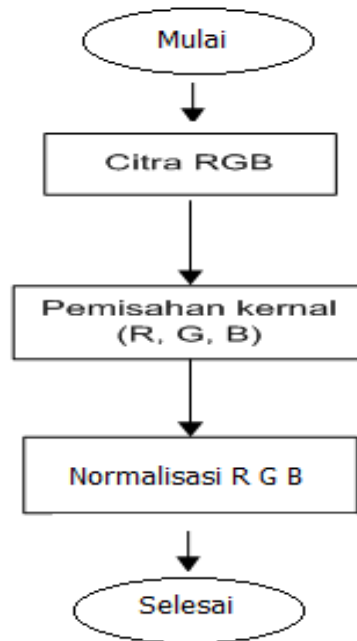 Mulai
Citra RGB
Pemisahan kernal
(R, G, B)
Normalisasi R G B
Selesai